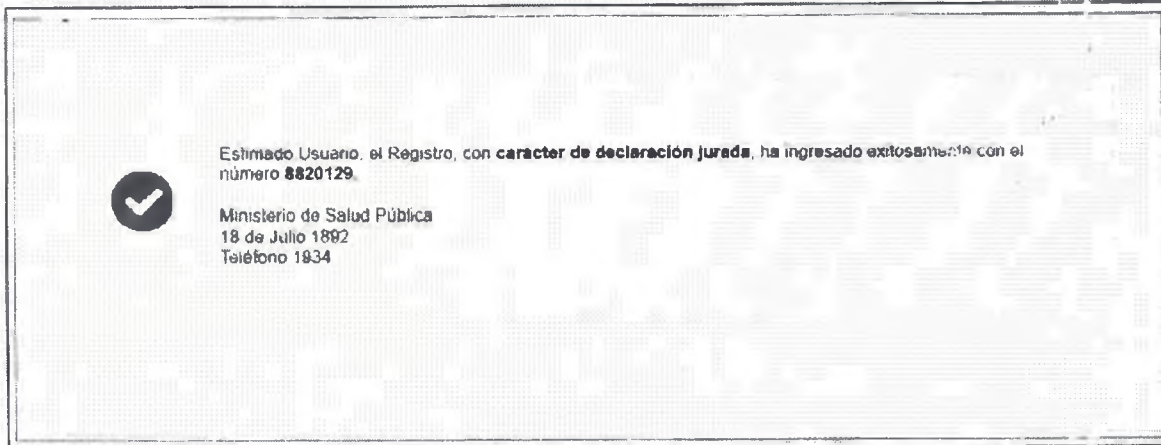 Estimado Usuario, el Registro, con caracter de declaración jurada, ha ingresado exitosamente con el
número 8820129.
Ministerio de Salud Pública
18 de Julio 1892
Teléfono 1934